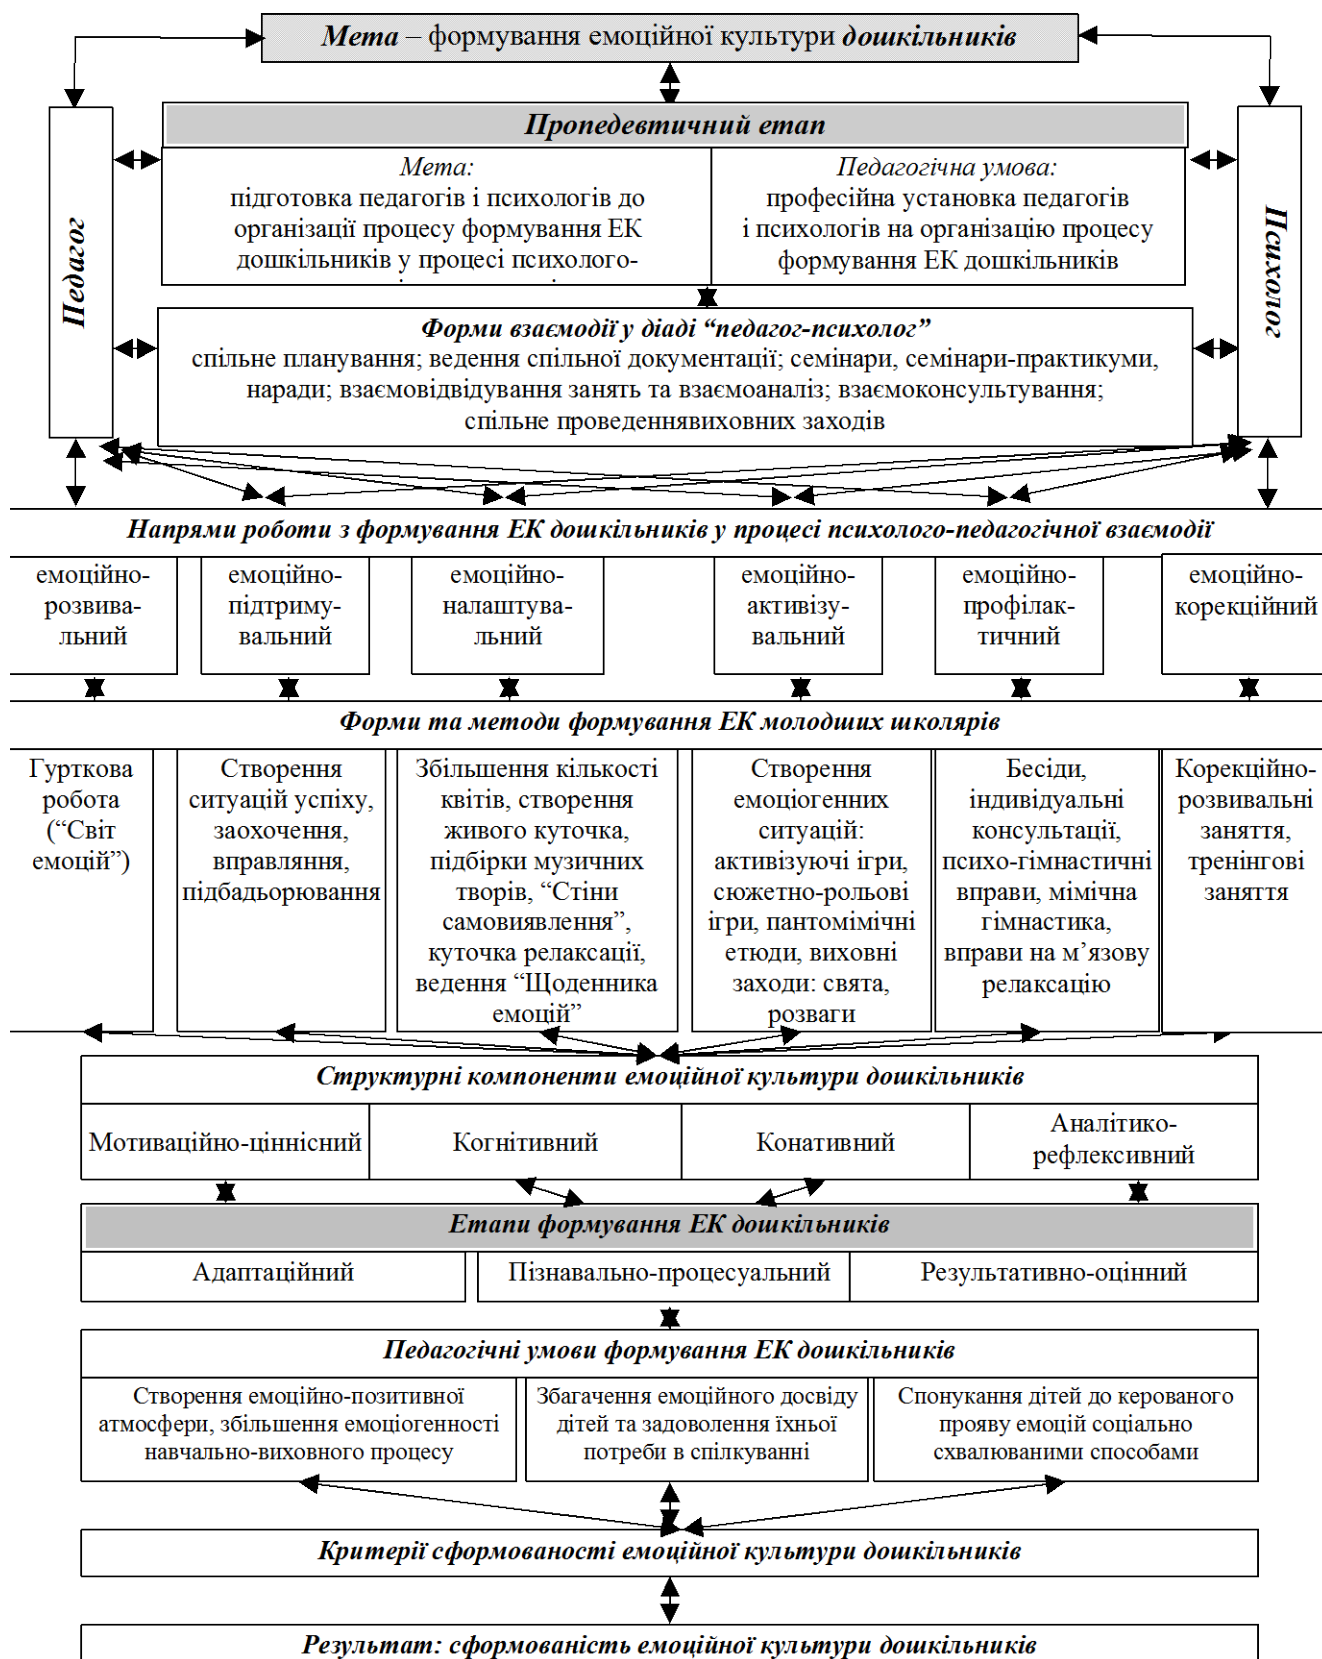 Мета – формування емоційної культури дошкільників
Педагог
Психолог
Пропедевтичний етап
Мета:
підготовка педагогів і психологів до
організації процесу формування ЕК
дошкільників у процесі психолого-
Педагогічна умова:
професійна установка педагогів
і психологів на організацію процесу
формування ЕК дошкільників
Форми взаємодії у діаді “педагог-психолог”
спільне планування; ведення спільної документації; семінари, семінари-практикуми,
наради; взаємовідвідування занять та взаємоаналіз; взаємоконсультування;
спільне проведеннявиховних заходів
Напрями роботи з формування ЕК дошкільників у процесі психолого-педагогічної взаємодії
емоційно-
розвива-
льний
емоційно-
підтриму-
вальний
емоційно-
налаштува-
льний
емоційно-
активізу-
вальний
емоційно-
профілак-
тичний
емоційно-
корекційний
Форми та методи формування ЕК молодших школярів
Гурткова
робота
(“Світ
емоцій”)
Створення
ситуацій успіху,
заохочення,
вправляння,
підбадьорювання
Збільшення кількості
квітів, створення
живого куточка,
підбірки музичних
творів, “Стіни
самовиявлення”,
куточка релаксації,
ведення “Щоденника
емоцій”
Створення
емоціогенних
ситуацій:
активізуючі ігри,
сюжетно-рольові
ігри, пантомімічні
етюди, виховні
заходи: свята,
розваги
Бесіди,
індивідуальні
консультації,
психо-гімнастичні
вправи, мімічна
гімнастика,
вправи на м’язову
релаксацію
Корекційно-
розвивальні
заняття,
тренінгові
заняття
Структурні компоненти емоційної культури дошкільників
Мотиваційно-ціннісний
Когнітивний
Конативний
Аналітико-
рефлексивний
Етапи формування ЕК дошкільників
Адаптаційний
Пізнавально-процесуальний
Результативно-оцінний
Педагогічні умови формування ЕК дошкільників
Створення емоційно-позитивної
атмосфери, збільшення емоціогенності
навчально-виховного процесу
Збагачення емоційного досвіду
дітей та задоволення їхньої
потреби в спілкуванні
Спонукання дітей до керованого
прояву емоцій соціально
схвалюваними способами
Критерії сформованості емоційної культури дошкільників
Результат: сформованість емоційної культури дошкільників